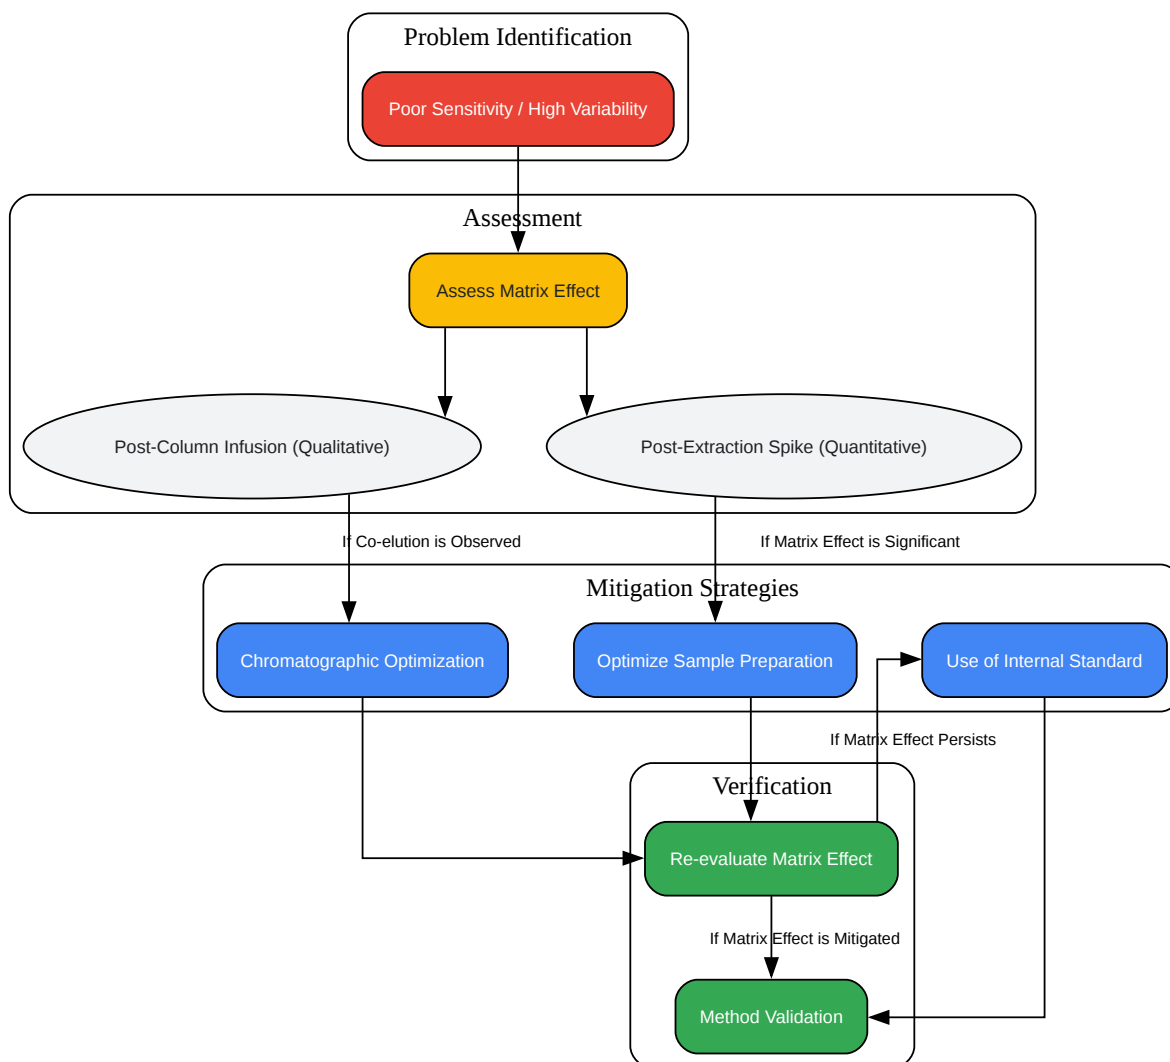 Problem Identification
Poor Sensitivity / High Variability
Assessment
Assess Matrix Effect
Post-Column Infusion (Qualitative)
Post-Extraction Spike (Quantitative)
If Co-elution is Observed
If Matrix Effect is Significant
Mitigation Strategies
Chromatographic Optimization
Optimize Sample Preparation
Use of Internal Standard
If Matrix Effect Persists
Verification
Re-evaluate Matrix Effect
If Matrix Effect is Mitigated
Method Validation